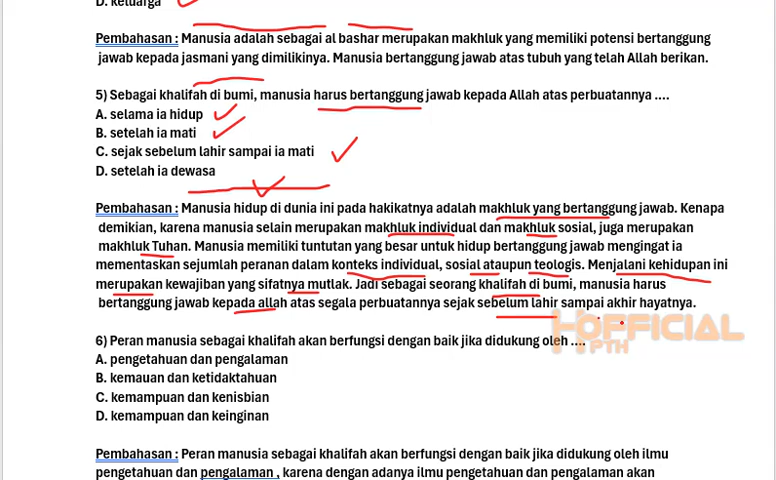 D. keluarga
Pembahasan : Manusia adalah sebagai al bashar merupakan makhluk yang memiliki potensi bertanggung
jawab kepada jasmani yang dimilikinya. Manusia bertanggung jawab atas tubuh yang telah Allah berikan.
5) Sebagai khalifah di bumi, manusia harus bertanggung jawab kepada Allah atas perbuatannya ....
A. selama ia hidup
B. setelah ia mati
C. sejak sebelum lahir sampai ia mati
D. setelah ia dewasa
Pembahasan : Manusia hidup di dunia ini pada hakikatnya adalah makhluk yang bertanggung jawab. Kenapa
demikian, karena manusia selain merupakan makhluk individual dan makhluk sosial, juga merupakan
makhluk Tuhan. Manusia memiliki tuntutan yang besar untuk hidup bertanggung jawab mengingat ia
mementaskan sejumlah peranan dalam konteks individual, sosial ataupun teologis. Menjalani kehidupan ini
merupakan kewajiban yang sifatnya mutlak. Jadi sebagai seorang khalifah di bumi, manusia harus
bertanggung jawab kepada allah atas segala perbuatannya sejak sebelum lahir sampai akhir hayatnya.
HOFFICIAL
PTH
6) Peran manusia sebagai khalifah akan berfungsi dengan baik jika didukung oleh ....
A. pengetahuan dan pengalaman
B. kemauan dan ketidaktahuan
C. kemampuan dan kenisbian
D. kemampuan dan keinginan
Pembahasan : Peran manusia sebagai khalifah akan berfungsi dengan baik jika didukung oleh ilmu
pengetahuan dan pengalaman , karena dengan adanya ilmu pengetahuan dan pengalaman akan